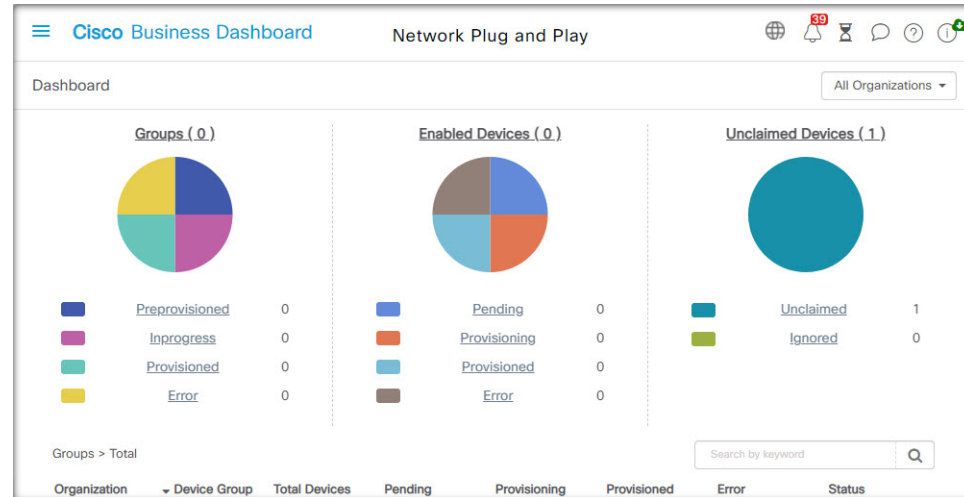 Cisco Business Dashboard Network Plug and Play 39
Dashboard All Organizations
Groups ( 0 ) Enabled Devices ( 0 ) Unclaimed Devices ( 1 )
Preprovisioned 0 Pending 0 Unclaimed 1
Inprogress 0 Provisioning 0 Ignored 0
Provisioned 0 Provisioned 0
Error 0 Error 0
Groups > Total Search by keyword
Organization Device Group Total Devices Pending Provisioning Provisioned Error Status